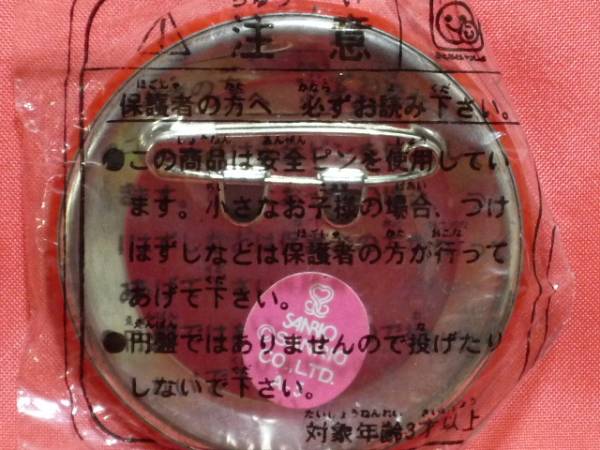 注意
保護者の方へ 必ずお読み下さい。
●この商品は安全ピンを使用してい
ます。小さなお子様の場合、つけ
はずしなどは保護者の方が行って
あげて下さい。
SANRIO
©SANRIO
CO.,LTD.
●円盤ではありませんので投げたり
しないで下さい。
対象年齢3才以上